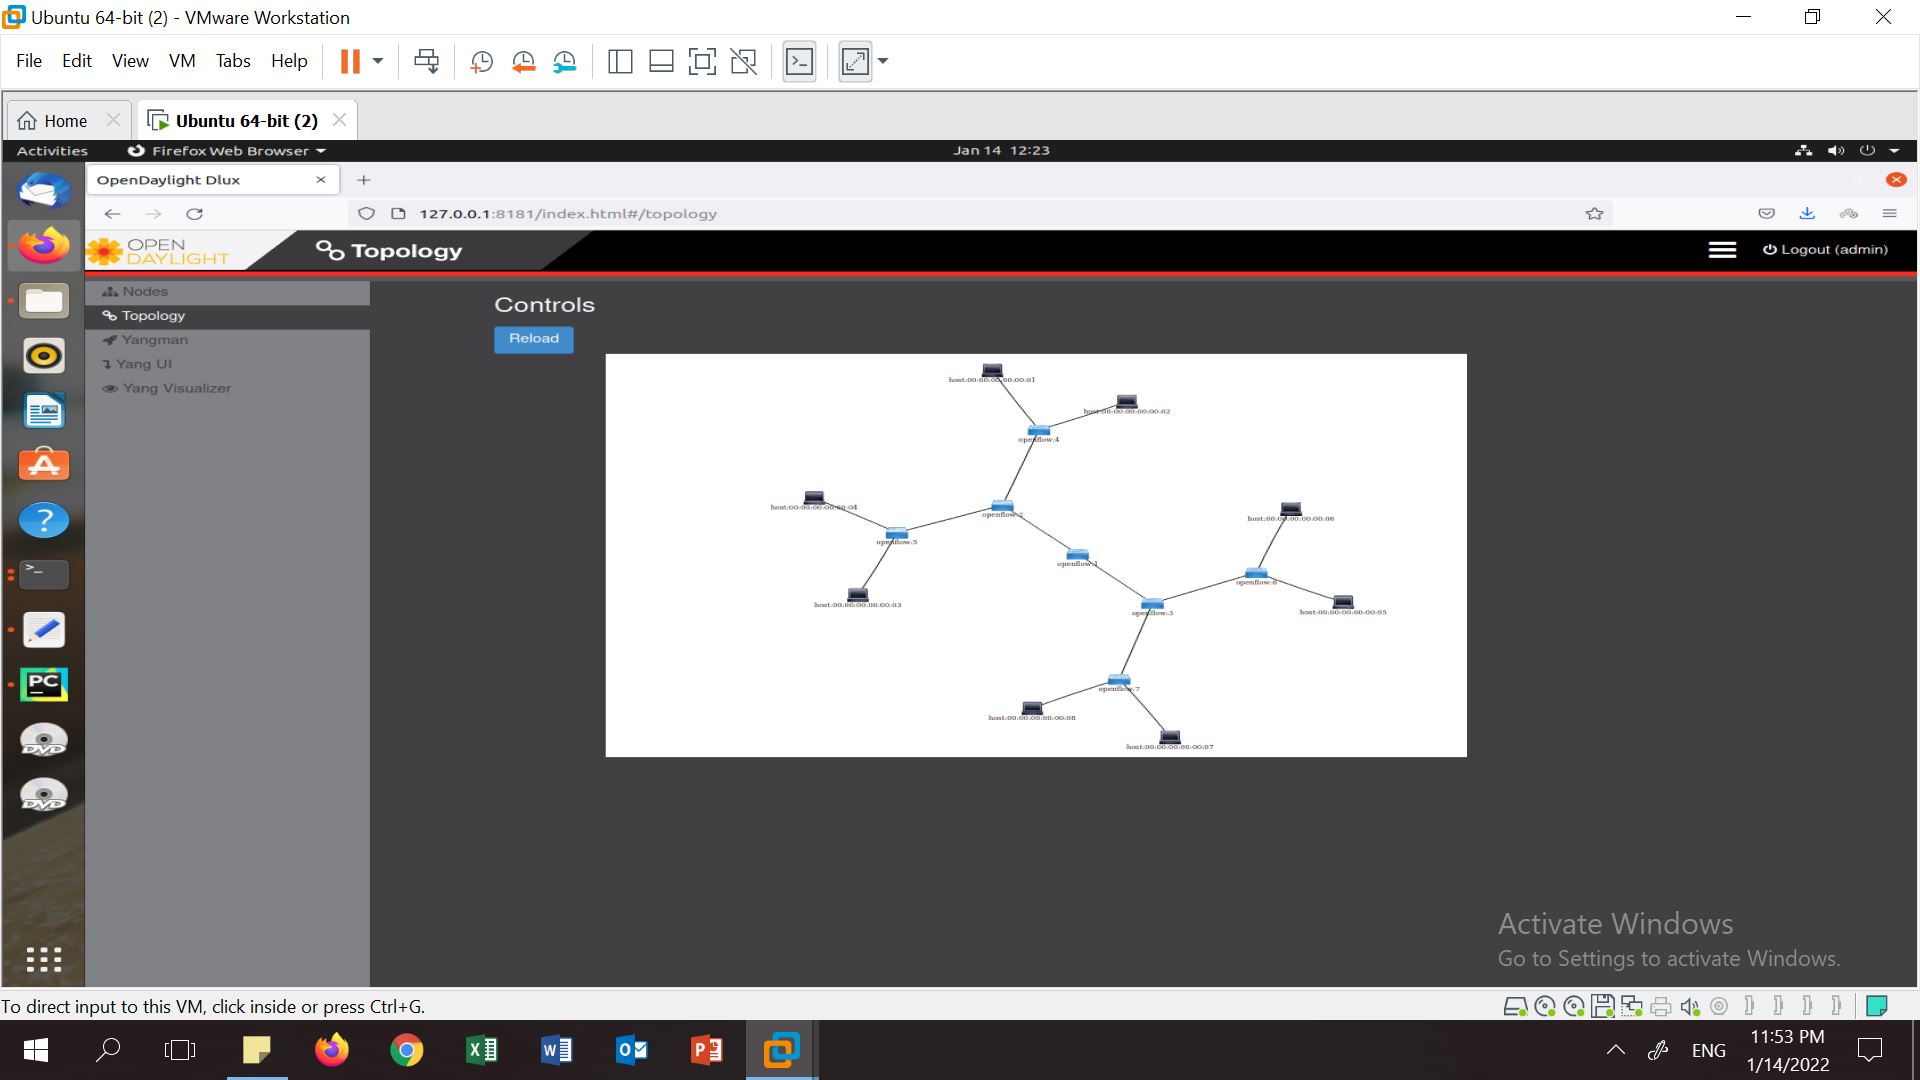 Ubuntu 64-bit (2) - VMware Workstation
File Edit View VM Tabs Help
Home
Ubuntu 64-bit (2)
Activities
Firefox Web Browser
Jan 14 12:23
OpenDaylight Dlux
127.0.0.1:8181/index.html#/topology
OPEN
DAYLIGHT
Topology
Logout (admin)
Nodes
Topology
Yangman
Yang UI
Yang Visualizer
Controls
Reload
host:00:00:00:00:00:01
host:00:00:00:00:00:02
openflow:4
host:00:00:00:00:00:04
openflow:2
host:00:00:00:00:00:06
openflow:5
openflow:1
openflow:6
host:00:00:00:00:00:03
openflow:3
host:00:00:00:00:00:05
openflow:7
host:00:00:00:00:00:08
host:00:00:00:00:00:07
PC
DVD
DVD
Activate Windows
Go to Settings to activate Windows.
To direct input to this VM, click inside or press Ctrl+G.
ENG
11:53 PM
1/14/2022